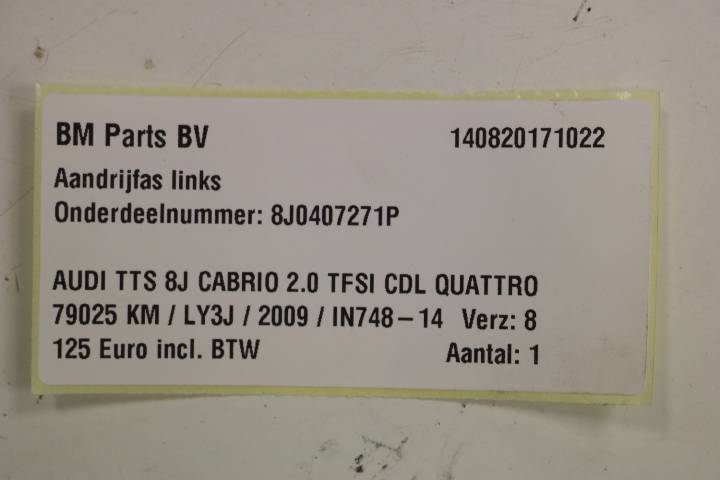 BM Parts BV 140820171022
Aandrijfas links
Onderdeelnummer: 8J0407271P
AUDI TTS 8J CABRIO 2.0 TFSI CDL QUATTRO
79025 KM / LY3J / 2009 / IN748-14 Verz: 8
125 Euro incl. BTW Aantal: 1